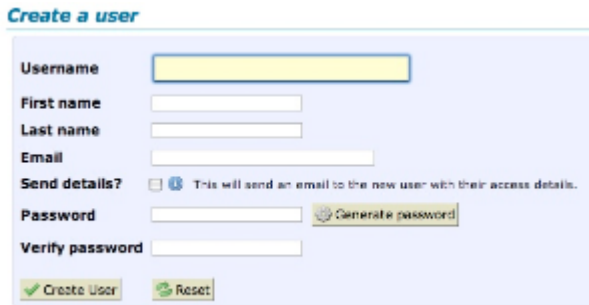 Create a user
Username
First name
Last name
Email
Send details? This will send an email to the new user with their access details.
Password Generate password
Verify password
Create User Reset